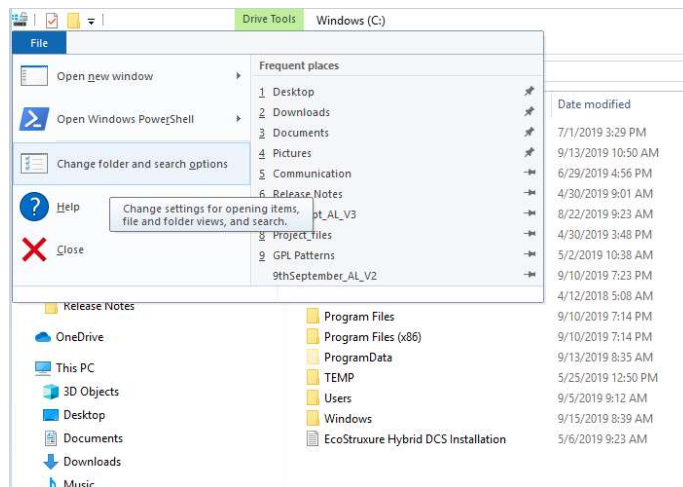 Drive Tools Windows (C:)
File
Open new window
Open Windows PowerShell
Change folder and search options
Help
Close
Change settings for opening items,
file and folder views, and search.
Frequent places
1 Desktop
2 Downloads
3 Documents
4 Pictures
5 Communication
6 Release Notes
8 Project_files
9 GPL Patterns
9thSeptember_AL_V2
Date modified
7/1/2019 3:29 PM
9/13/2019 10:50 AM
6/29/2019 4:56 PM
4/30/2019 9:01 AM
8/22/2019 9:23 AM
4/30/2019 3:48 PM
5/2/2019 10:38 AM
9/10/2019 7:23 PM
4/12/2018 5:08 AM
Program Files 9/10/2019 7:14 PM
Program Files (x86) 9/10/2019 7:14 PM
ProgramData 9/13/2019 8:35 AM
TEMP 5/25/2019 12:50 PM
Users 9/5/2019 9:12 AM
Windows 9/15/2019 8:39 AM
EcoStruxure Hybrid DCS Installation 5/6/2019 9:23 AM
Release Notes
OneDrive
This PC
3D Objects
Desktop
Documents
Downloads
Music